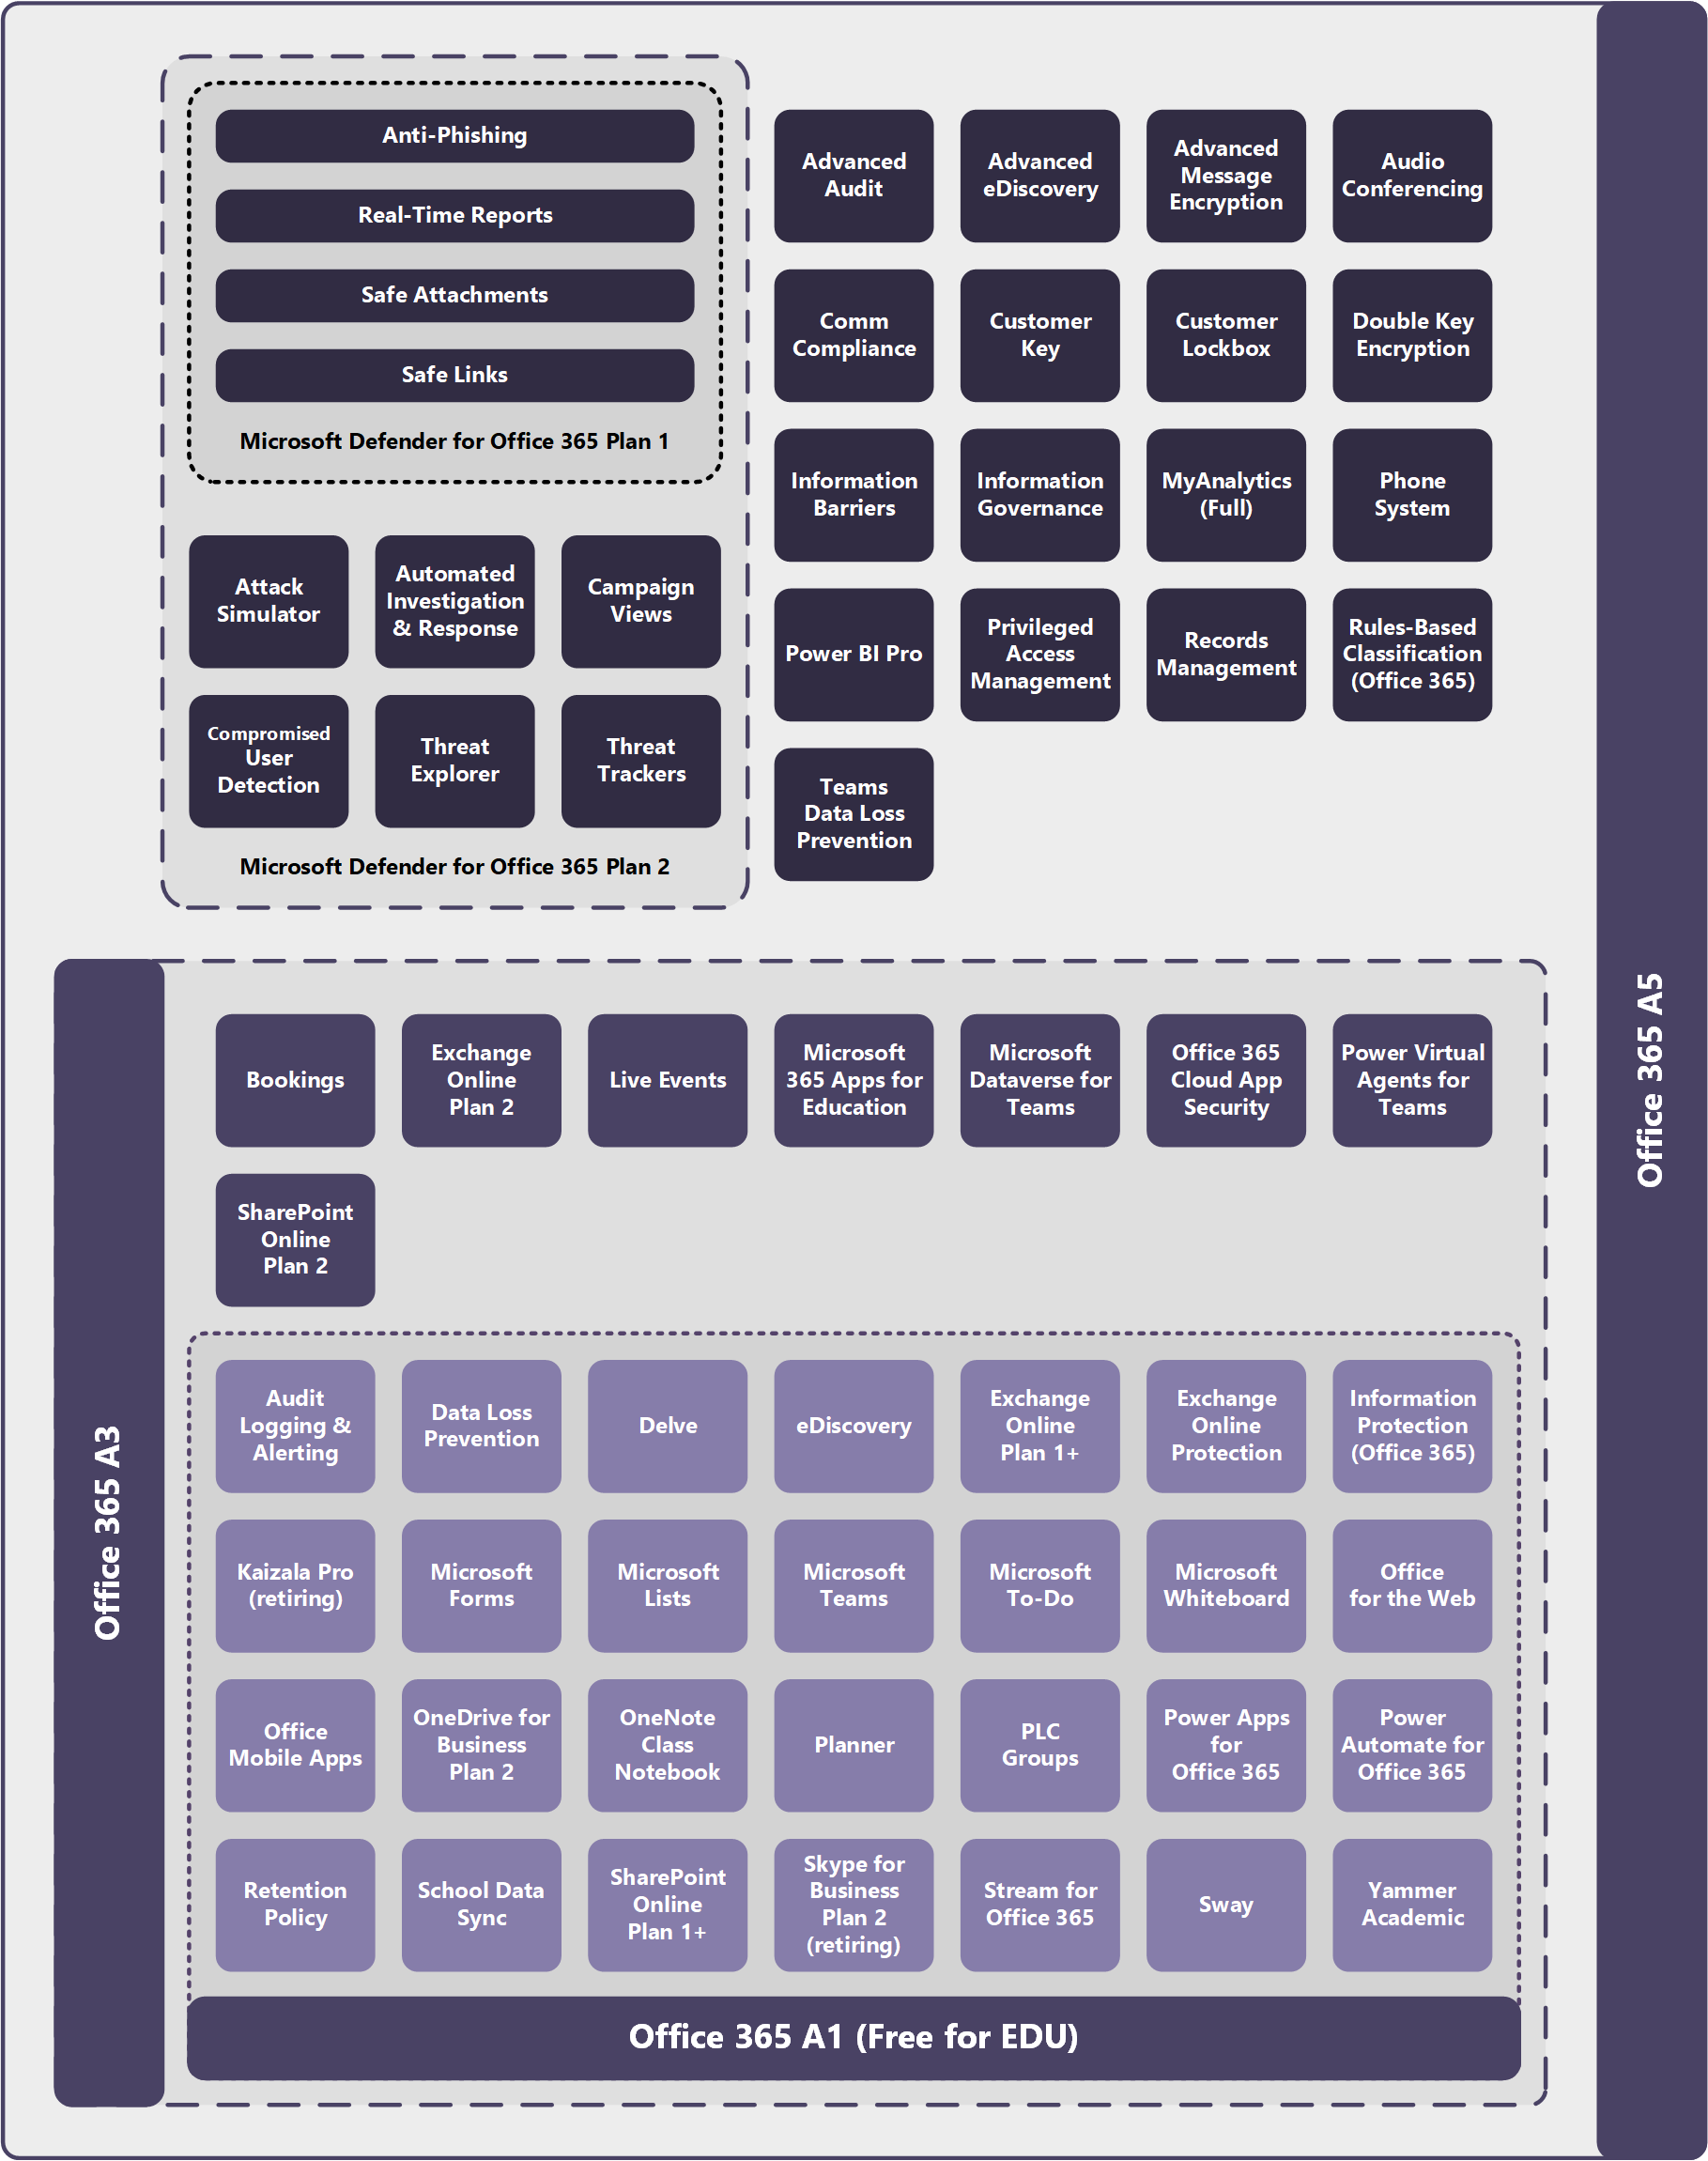 Anti-Phishing
Real-Time Reports
Safe Attachments
Safe Links
Microsoft Defender for Office 365 Plan 1
Attack
Simulator
Automated
Investigation
& Response
Campaign
Views
Compromised
User
Detection
Threat
Explorer
Threat
Trackers
Microsoft Defender for Office 365 Plan 2
Advanced
Audit
Advanced
eDiscovery
Advanced
Message
Encryption
Audio
Conferencing
Comm
Compliance
Customer
Key
Customer
Lockbox
Double Key
Encryption
Information
Barriers
Information
Governance
MyAnalytics
(Full)
Phone
System
Power BI Pro
Privileged
Access
Management
Records
Management
Rules-Based
Classification
(Office 365)
Teams
Data Loss
Prevention
Office 365 A5
Office 365 A3
Bookings
Exchange
Online
Plan 2
Live Events
Microsoft
365 Apps for
Education
Microsoft
Dataverse for
Teams
Office 365
Cloud App
Security
Power Virtual
Agents for
Teams
SharePoint
Online
Plan 2
Audit
Logging &
Alerting
Data Loss
Prevention
Delve
eDiscovery
Exchange
Online
Plan 1+
Exchange
Online
Protection
Information
Protection
(Office 365)
Kaizala Pro
(retiring)
Microsoft
Forms
Microsoft
Lists
Microsoft
Teams
Microsoft
To-Do
Microsoft
Whiteboard
Office
for the Web
Office
Mobile Apps
OneDrive for
Business
Plan 2
OneNote
Class
Notebook
Planner
PLC
Groups
Power Apps
for
Office 365
Power
Automate for
Office 365
Retention
Policy
School Data
Sync
SharePoint
Online
Plan 1+
Skype for
Business
Plan 2
(retiring)
Stream for
Office 365
Sway
Yammer
Academic
Office 365 A1 (Free for EDU)